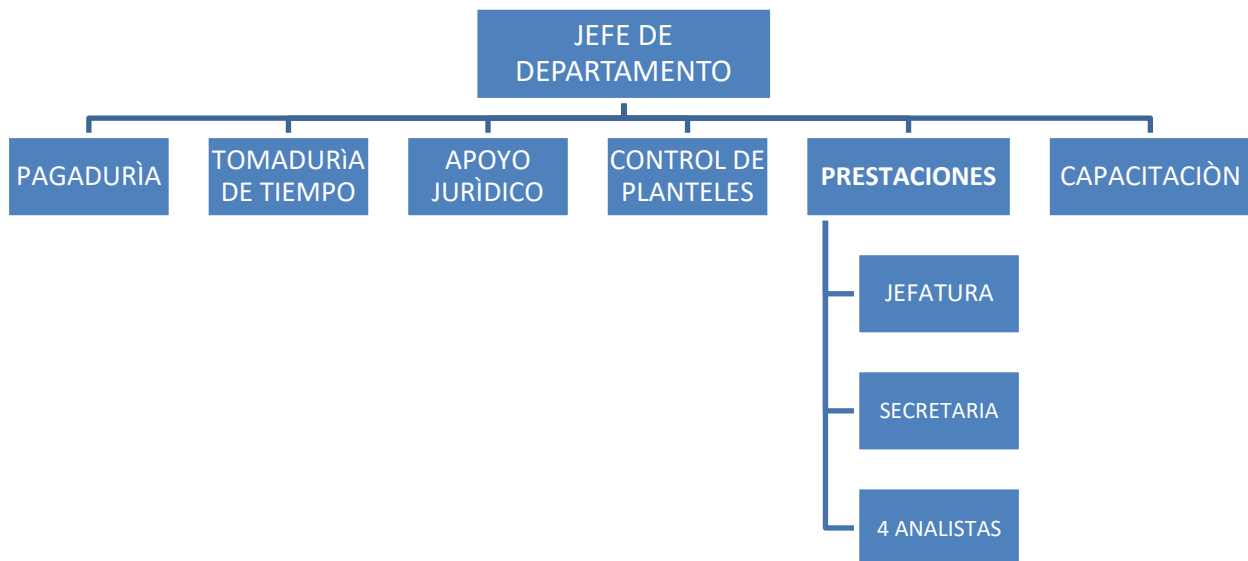 JEFE DE
DEPARTAMENTO
PAGADURÌA
TOMADURìA
DE TIEMPO
APOYO
JURÌDICO
CONTROL DE
PLANTELES
PRESTACIONES
CAPACITACIÒN
JEFATURA
SECRETARIA
4 ANALISTAS